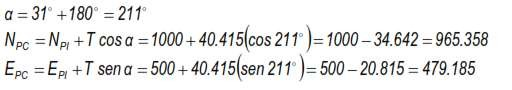 α = 31° + 180° = 211°
N_PC = N_PI + T cos α = 1000 + 40.415(cos 211°) = 1000 − 34.642 = 965.358
E_PC = E_PI + T sen α = 500 + 40.415(sen 211°) = 500 − 20.815 = 479.185